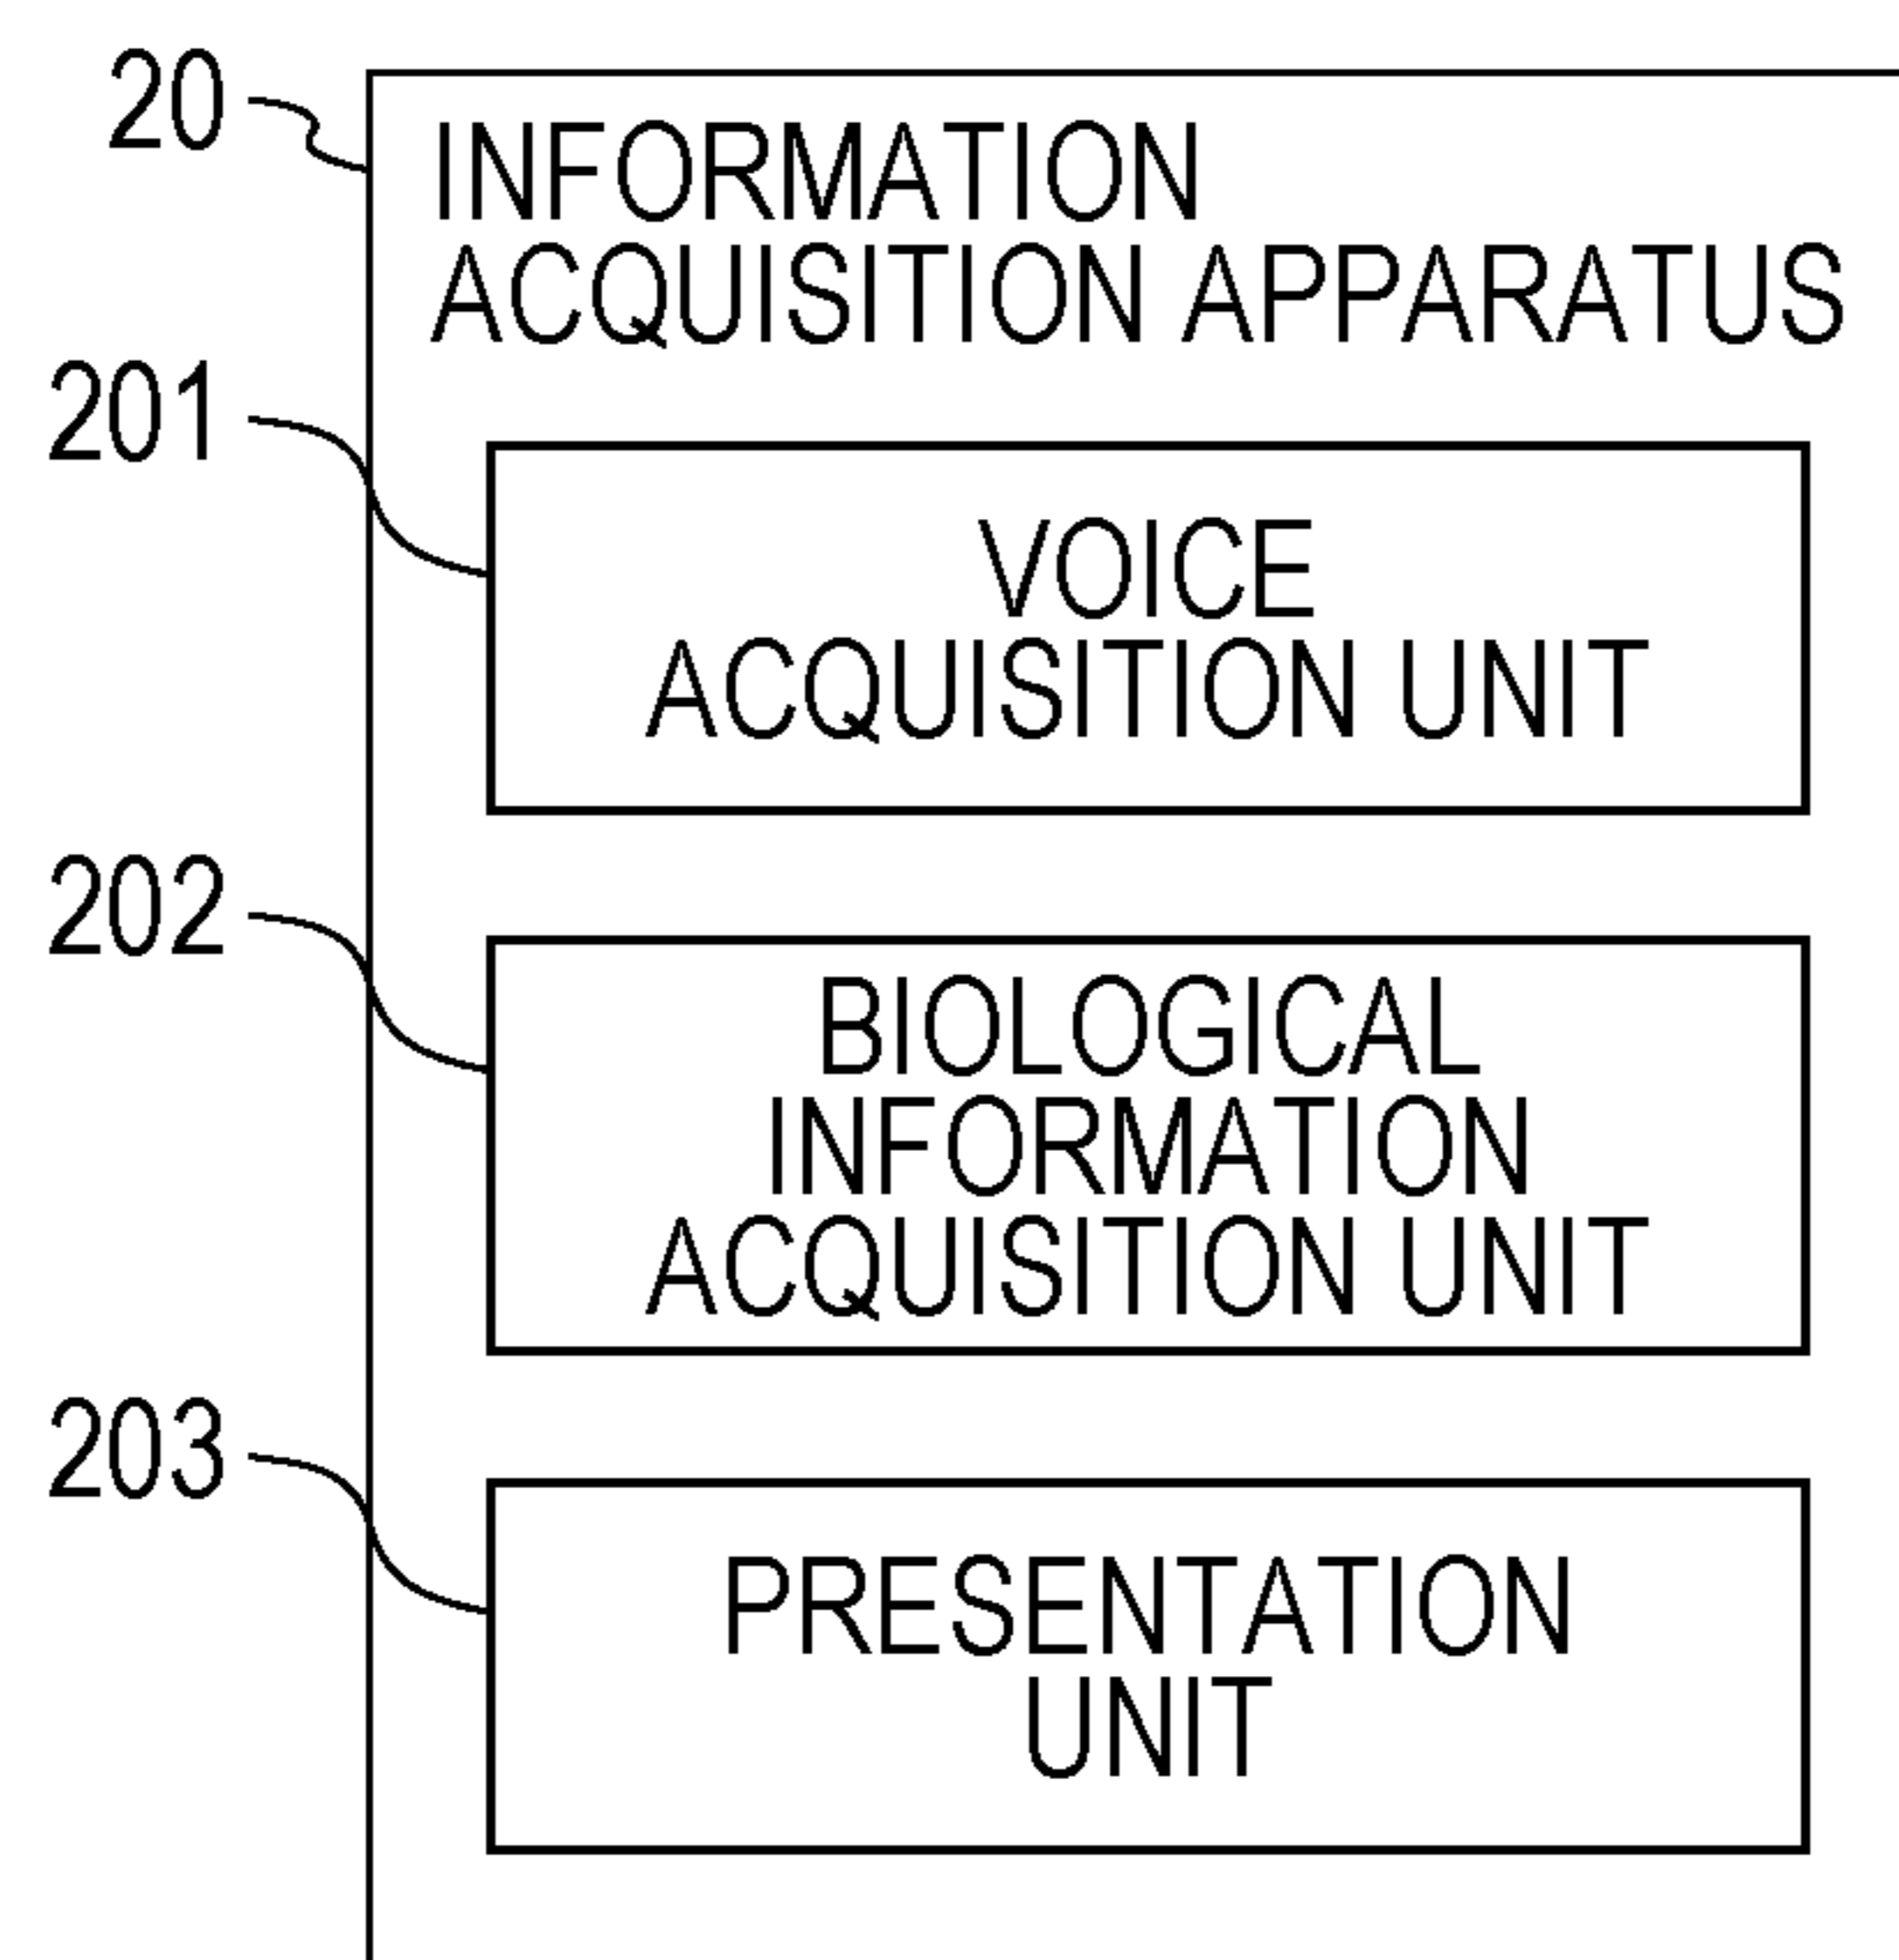 20
INFORMATION
ACQUISITION APPARATUS
201
VOICE
ACQUISITION UNIT
202
BIOLOGICAL
INFORMATION
ACQUISITION UNIT
203
PRESENTATION
UNIT